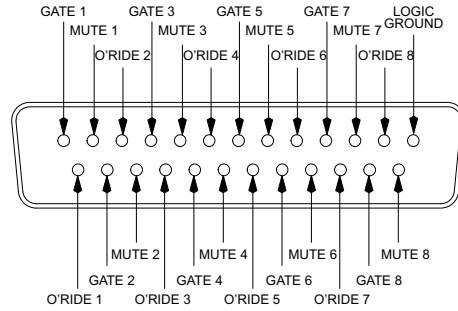 GATE 1 GATE 3 GATE 5 GATE 7 LOGIC
MUTE 1 MUTE 3 MUTE 5 MUTE 7 GROUND
O'RIDE 2 O'RIDE 4 O'RIDE 6 O'RIDE 8
MUTE 2 MUTE 4 MUTE 6 MUTE 8
GATE 2 GATE 4 GATE 6 GATE 8
O'RIDE 1 O'RIDE 3 O'RIDE 5 O'RIDE 7